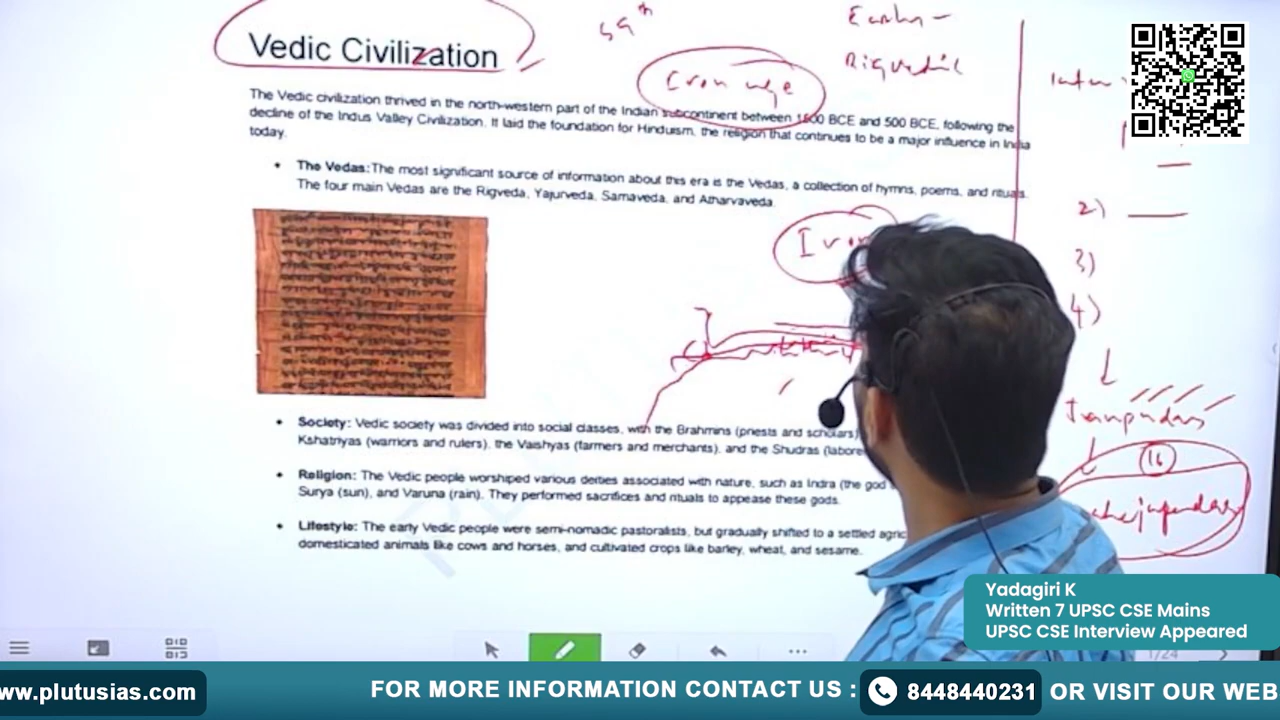 Vedic Civilization
Early -
Rigvedic
Iron age
The Vedic civilization thrived in the north-western part of the Indian subcontinent between 1500 BCE and 500 BCE, following the
decline of the Indus Valley Civilization. It laid the foundation for Hinduism, the religion that continues to be a major influence in India
today.
• The Vedas: The most significant source of information about this era is the Vedas, a collection of hymns, poems, and rituals.
The four main Vedas are the Rigveda, Yajurveda, Samaveda, and Atharvaveda.
2)
3)
4)
Iron
Janpadas
16
• Society: Vedic society was divided into social classes, with the Brahmins (priests and scholars)
Kshatriyas (warriors and rulers), the Vaishyas (farmers and merchants), and the Shudras (labore
• Religion: The Vedic people worshiped various deities associated with nature, such as Indra (the god
Surya (sun), and Varuna (rain). They performed sacrifices and rituals to appease these gods.
• Lifestyle: The early Vedic people were semi-nomadic pastoralists, but gradually shifted to a settled agric
domesticated animals like cows and horses, and cultivated crops like barley, wheat, and sesame.
Yadagiri K
Written 7 UPSC CSE Mains
UPSC CSE Interview Appeared
1/24
ww.plutusias.com
FOR MORE INFORMATION CONTACT US : 8448440231 OR VISIT OUR WEB